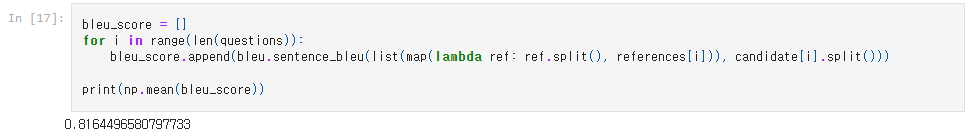 In [17]:
bleu_score = []
for i in range(len(questions)):
    bleu_score.append(bleu.sentence_bleu(list(map(lambda ref: ref.split(), references[i])), candidate[i].split()))
print(np.mean(bleu_score))
0.8164496580797733